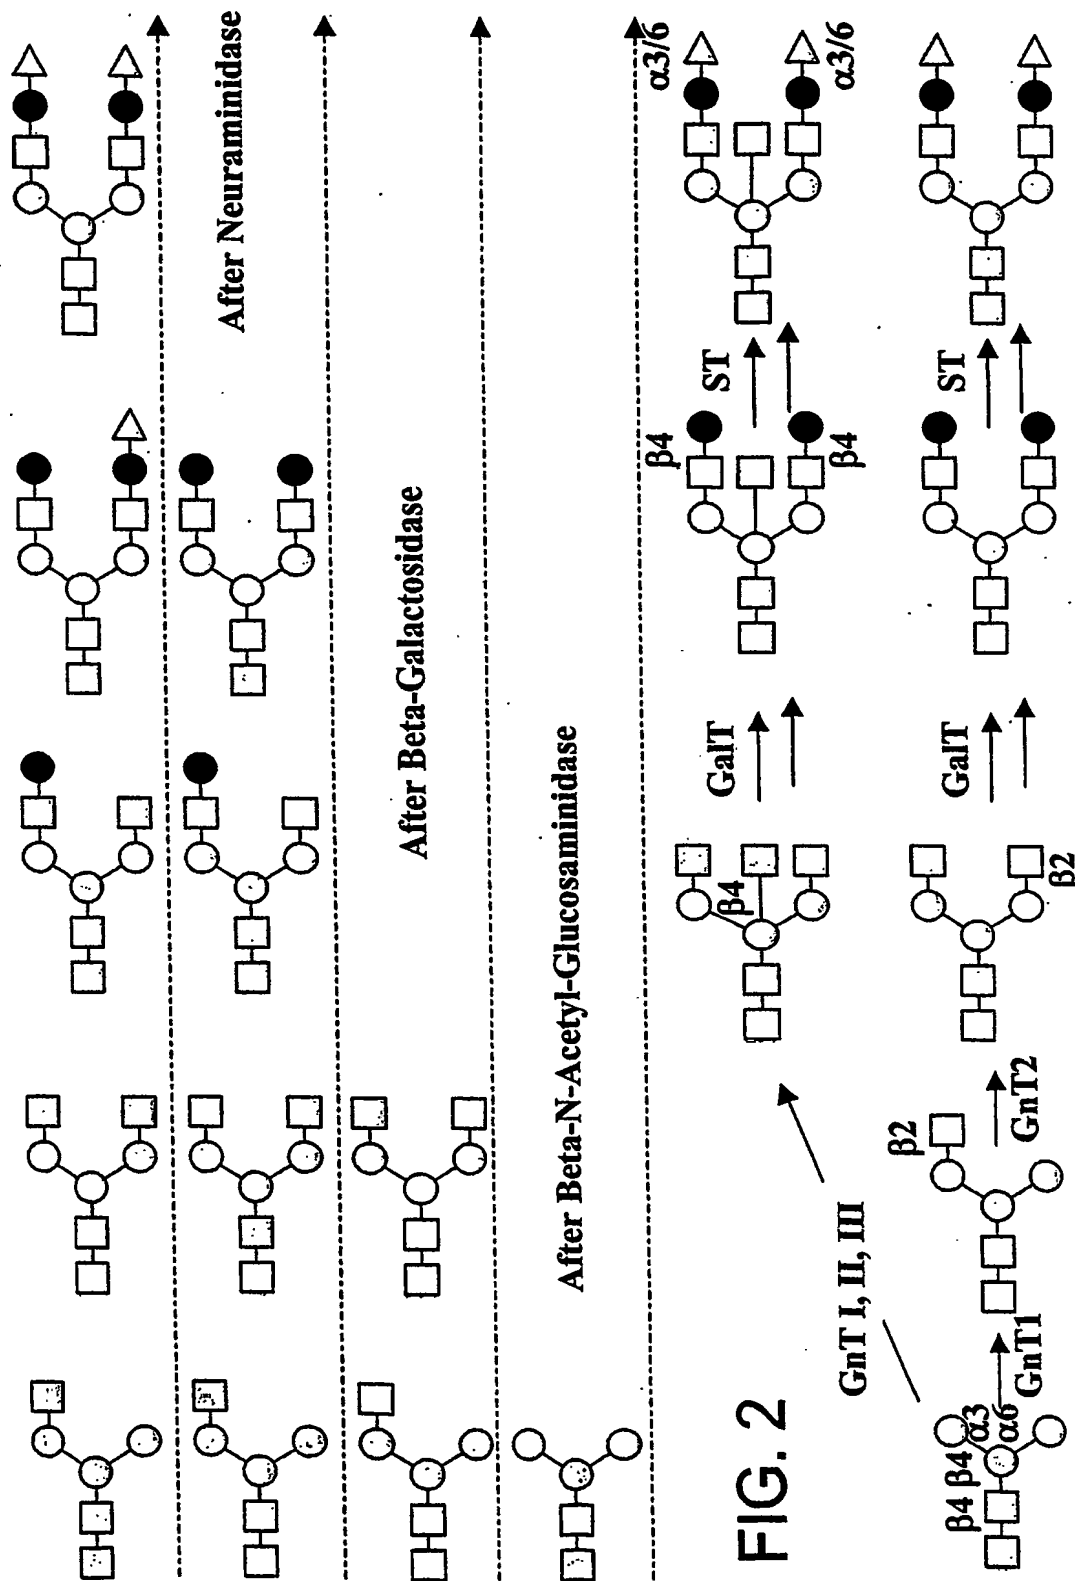 After Neuraminidase
After Beta-Galactosidase
After Beta-N-Acetyl-Glucosaminidase
FIG. 2
GnT I, II, III
β4
GalT
β4
β4
ST
α3/6
α3/6
β4 β4
α3
α6
GnT1
β2
GnT2
β2
GalT
ST